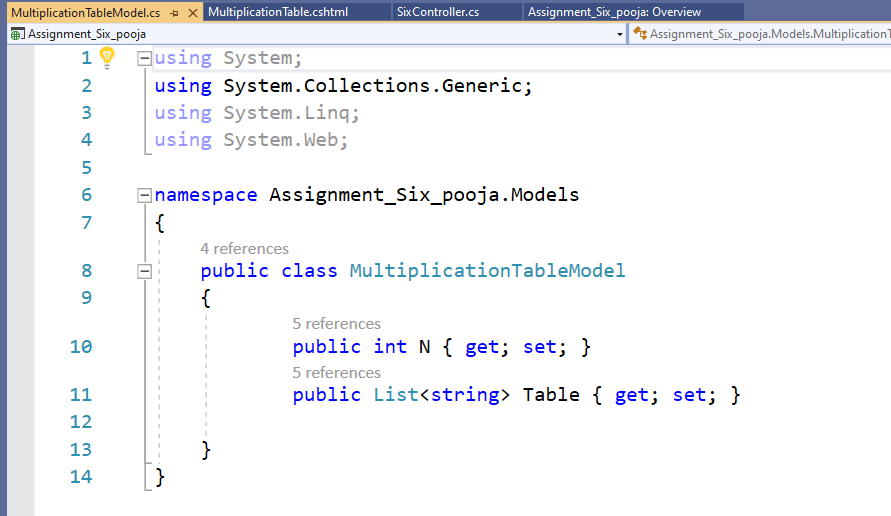 MultiplicationTableModel.cs MultiplicationTable.cshtml SixController.cs Assignment_Six_pooja: Overview
Assignment_Six_pooja Assignment_Six_pooja.Models.Multiplication
1 using System;
2 using System.Collections.Generic;
3 using System.Linq;
4 using System.Web;
5
6 namespace Assignment_Six_pooja.Models
7 {
4 references
8 public class MultiplicationTableModel
9 {
5 references
10 public int N { get; set; }
5 references
11 public List<string> Table { get; set; }
12
13 }
14 }